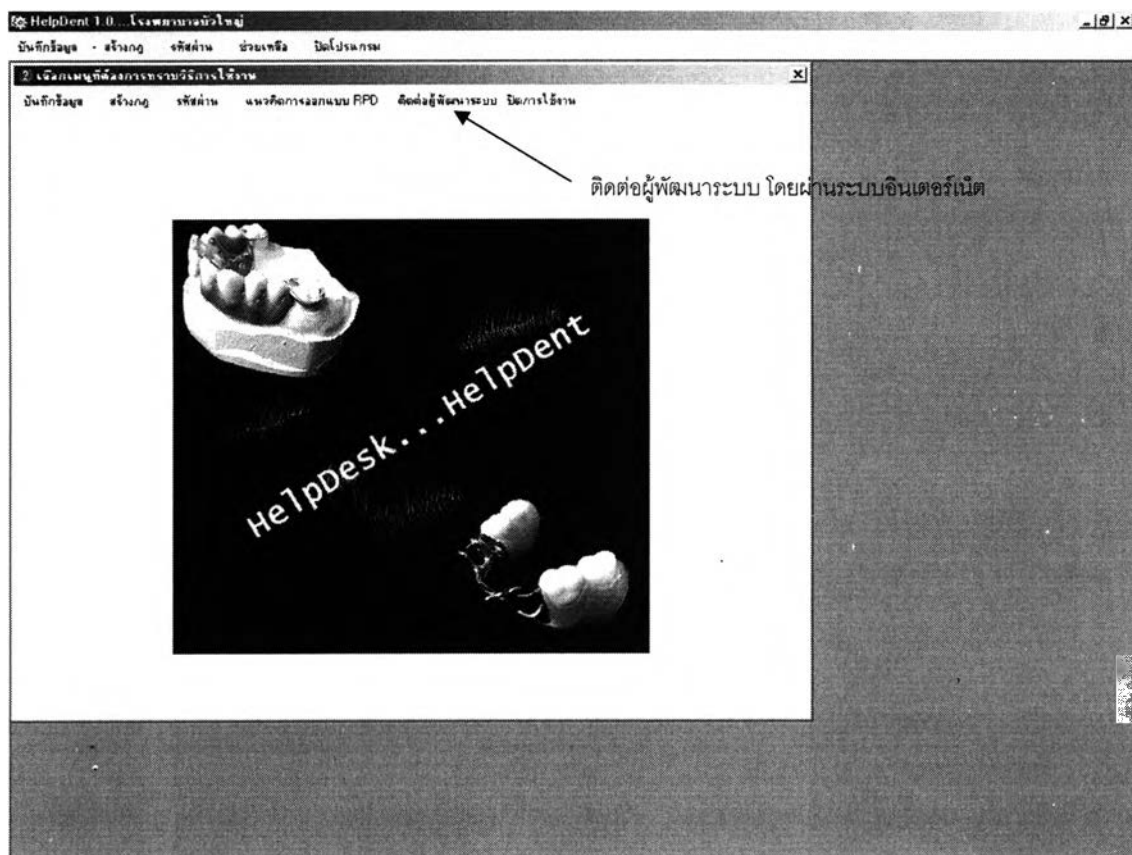 HelpDent 1.0....โรงพยาบาลบัวใหญ่
บันทึกข้อมูล - สร้างกฎ รหัสผ่าน ช่วยเหลือ ปิดโปรแกรม
เลือกเมนูที่ต้องการทราบวิธีการใช้งาน
บันทึกข้อมูล สร้างกฎ รหัสผ่าน แนวคิดการออกแบบ RPD ติดต่อผู้พัฒนาระบบ ปิดการใช้งาน
ติดต่อผู้พัฒนาระบบ โดยผ่านระบบอินเตอร์เน็ต
HelpDesk...HelpDent